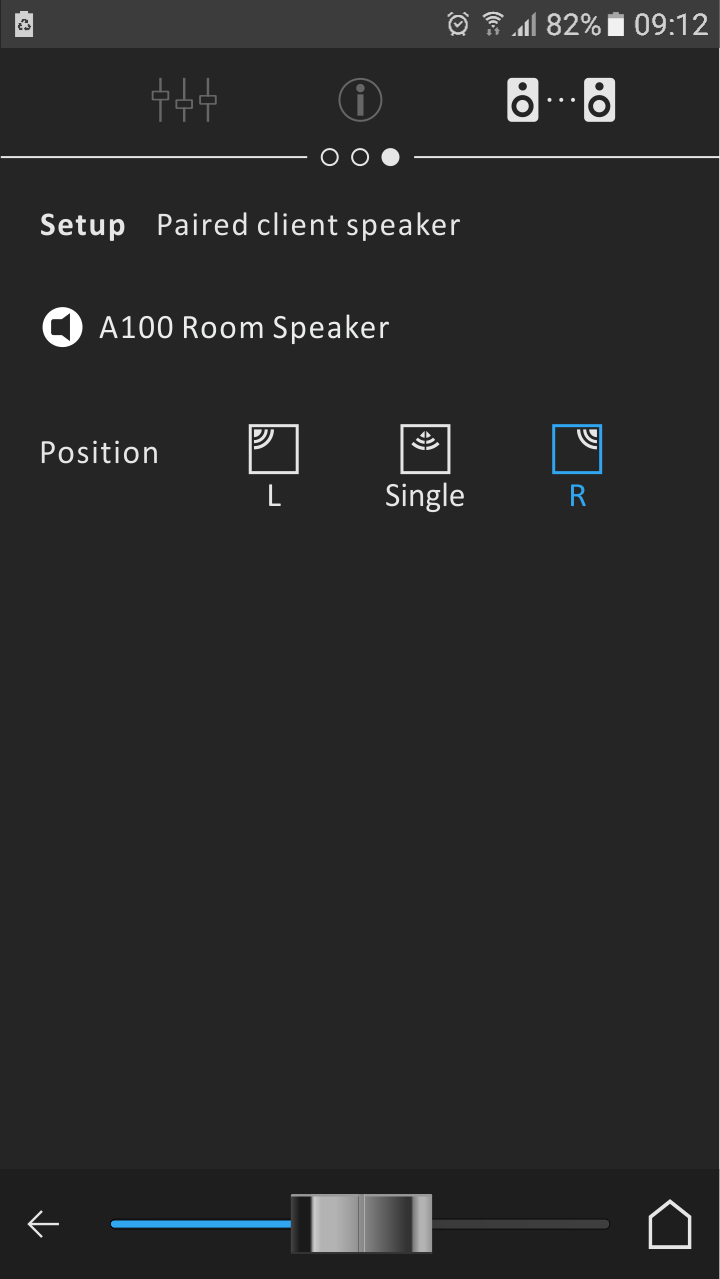 82% 09:12
Setup Paired client speaker
A100 Room Speaker
Position
L Single R